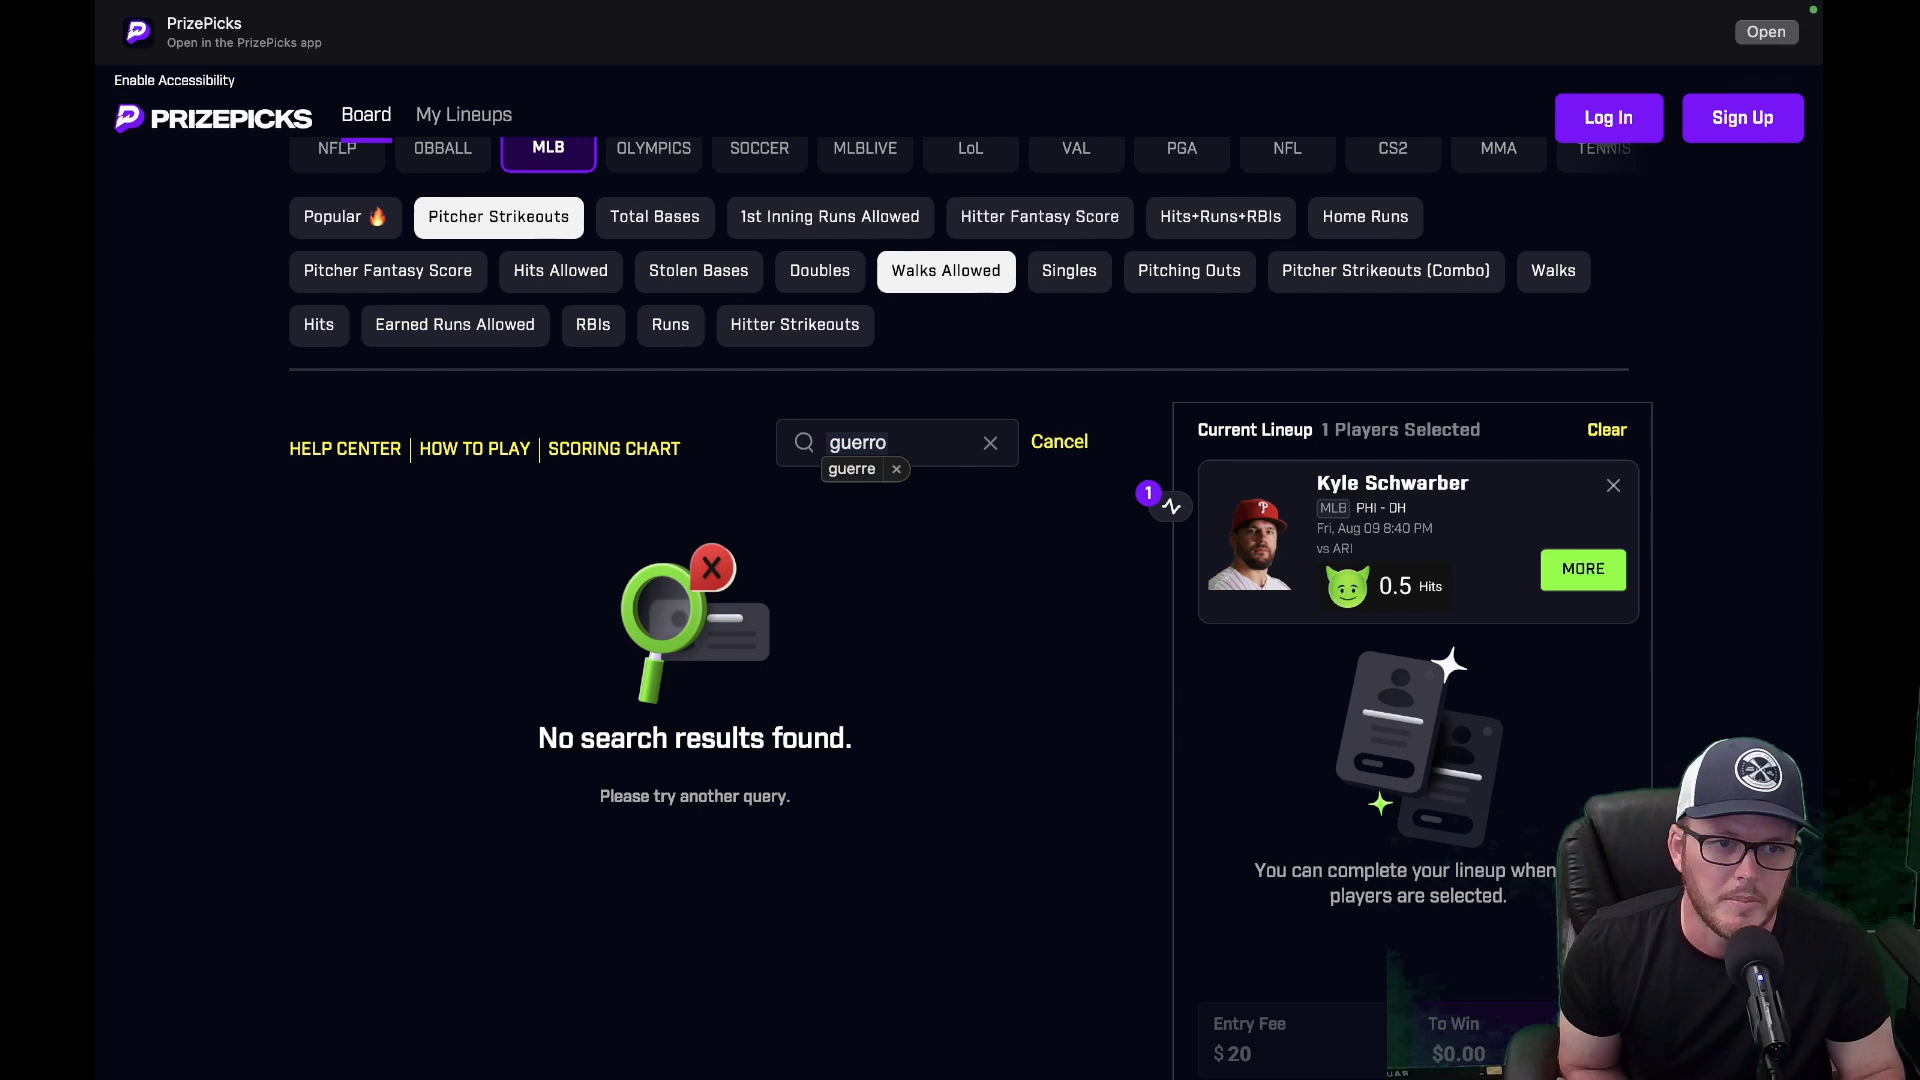 PrizePicks
Open in the PrizePicks app
Open
Enable Accessibility
PRIZEPICKS
Board
My Lineups
Log In
Sign Up
NFLP
OBBALL
MLB
OLYMPICS
SOCCER
MLBLIVE
LoL
VAL
PGA
NFL
CS2
MMA
TENNIS
Popular
Pitcher Strikeouts
Total Bases
1st Inning Runs Allowed
Hitter Fantasy Score
Hits+Runs+RBIs
Home Runs
Pitcher Fantasy Score
Hits Allowed
Stolen Bases
Doubles
Walks Allowed
Singles
Pitching Outs
Pitcher Strikeouts (Combo)
Walks
Hits
Earned Runs Allowed
RBIs
Runs
Hitter Strikeouts
HELP CENTER
HOW TO PLAY
SCORING CHART
guerro
Cancel
guerre
No search results found.
Please try another query.
Current Lineup 1 Players Selected
Clear
1
Kyle Schwarber
MLB PHI - DH
Fri, Aug 09 8:40 PM
vs ARI
0.5 Hits
MORE
You can complete your lineup when
players are selected.
Entry Fee
$ 20
To Win
$0.00